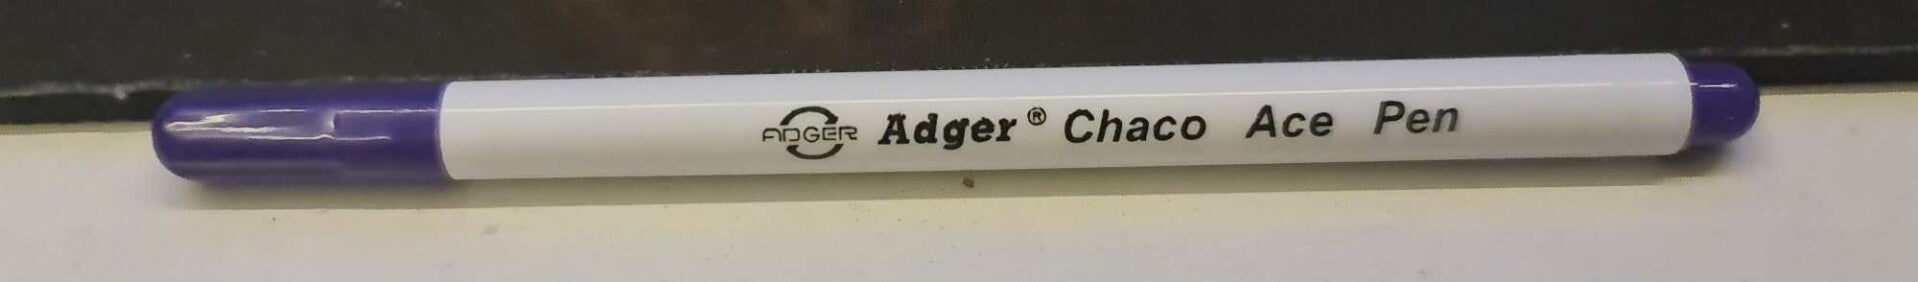 ADGER Adger® Chaco Ace Pen